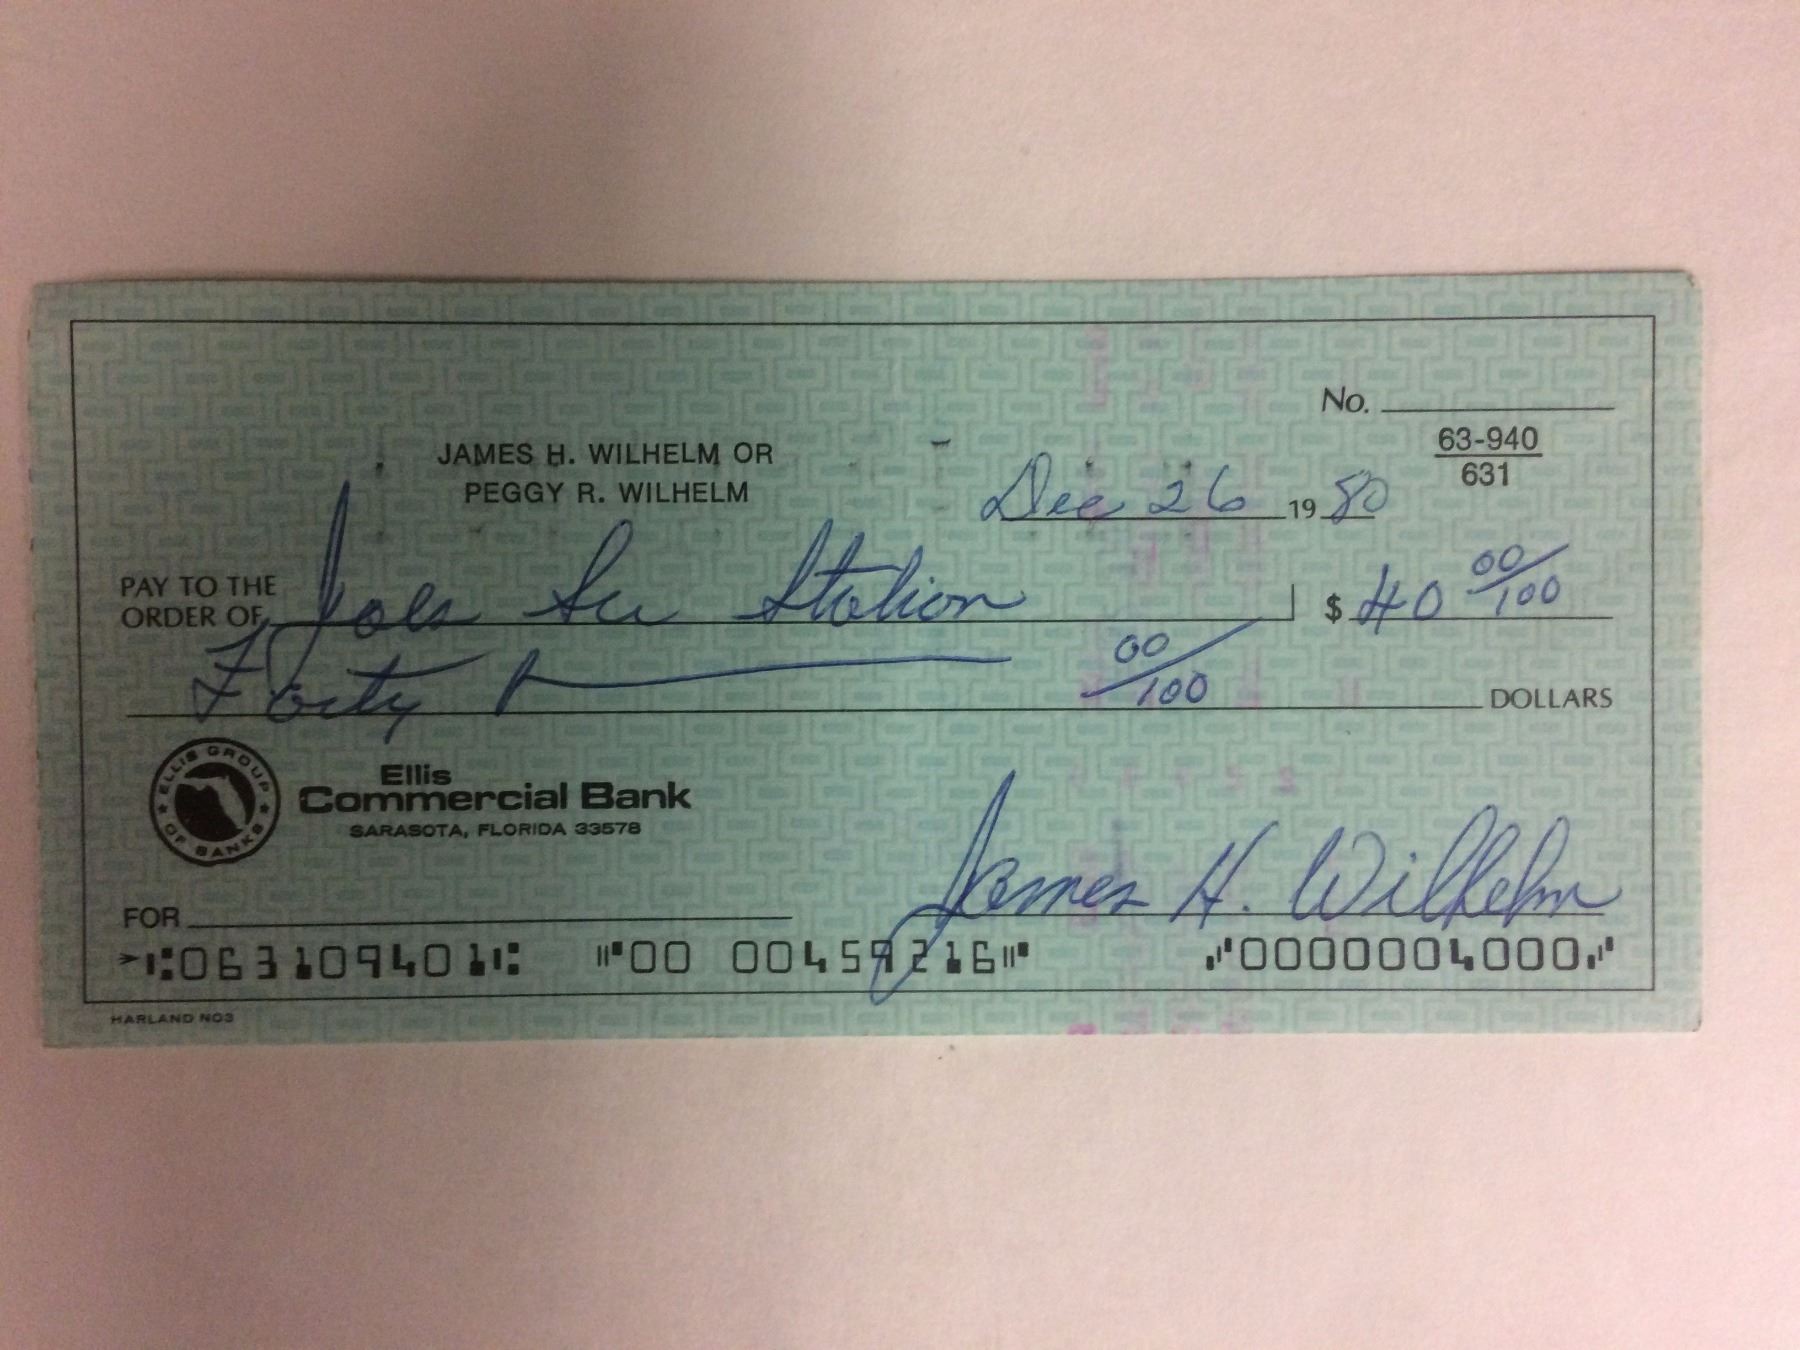 No.
63-940
631
JAMES H. WILHELM OR
PEGGY R. WILHELM
Dec 26 19 80
PAY TO THE
ORDER OF Joes Station $ 40 00/100
Forty 00/100 DOLLARS
ELLIS GROUP OF BANKS
Ellis
Commercial Bank
SARASOTA, FLORIDA 33578
FOR
James H. Wilhelm
⑆063109401⑆ ⑈00 00459216⑈ ⑇0000004000⑇
HARLAND NO3